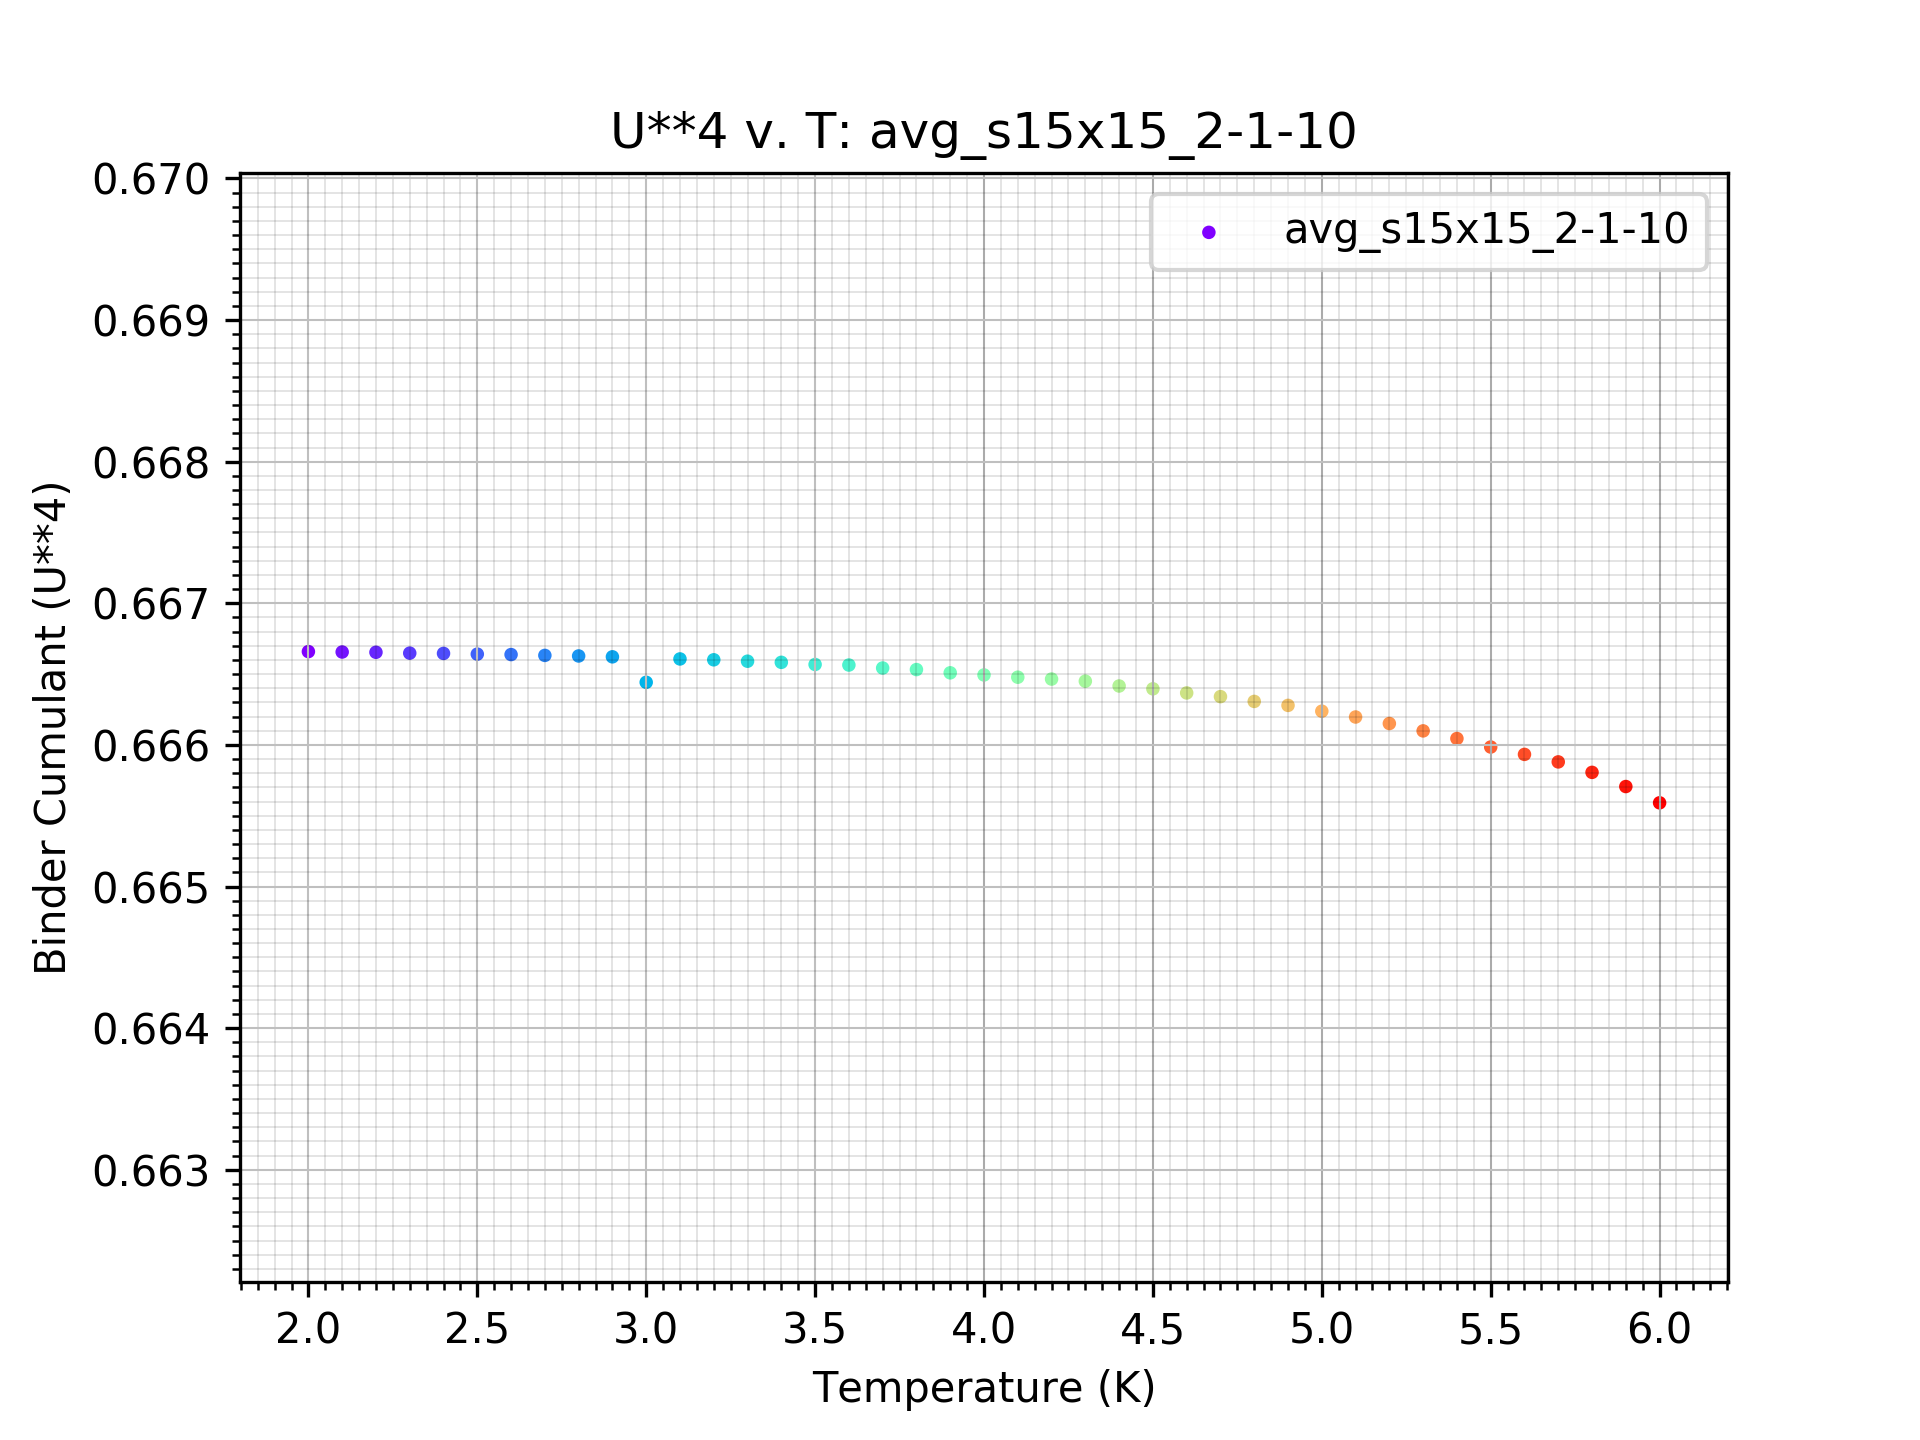 U**4 v. T: avg_s15x15_2-1-10
avg_s15x15_2-1-10
0.670
0.669
0.668
0.667
0.666
0.665
0.664
0.663
Binder Cumulant (U**4)
2.0 2.5 3.0 3.5 4.0 4.5 5.0 5.5 6.0
Temperature (K)